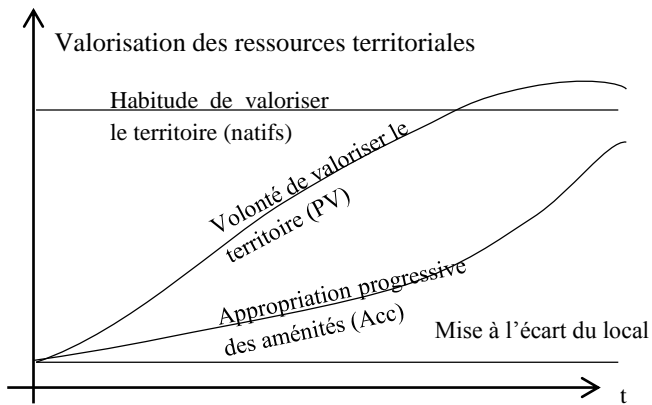 Valorisation des ressources territoriales
Habitude de valoriser
le territoire (natifs)
Volonté de valoriser le
territoire (PV)
Appropriation progressive
des aménités (Acc)
Mise à l’écart du local
t